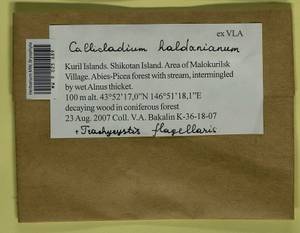 ex VLA
Callicladium haldanianum
Kuril Islands. Shikotan Island. Area of Malokurilsk
Village. Abies-Picea forest with stream, intermingled
by wet Alnus thicket.
100 m alt. 43°52'17,0"N 146°51'18,1"E
decaying wood in coniferous forest
23 Aug. 2007 Coll. V.A. Bakalin K-36-18-07
+ Trachycystis flagellaris